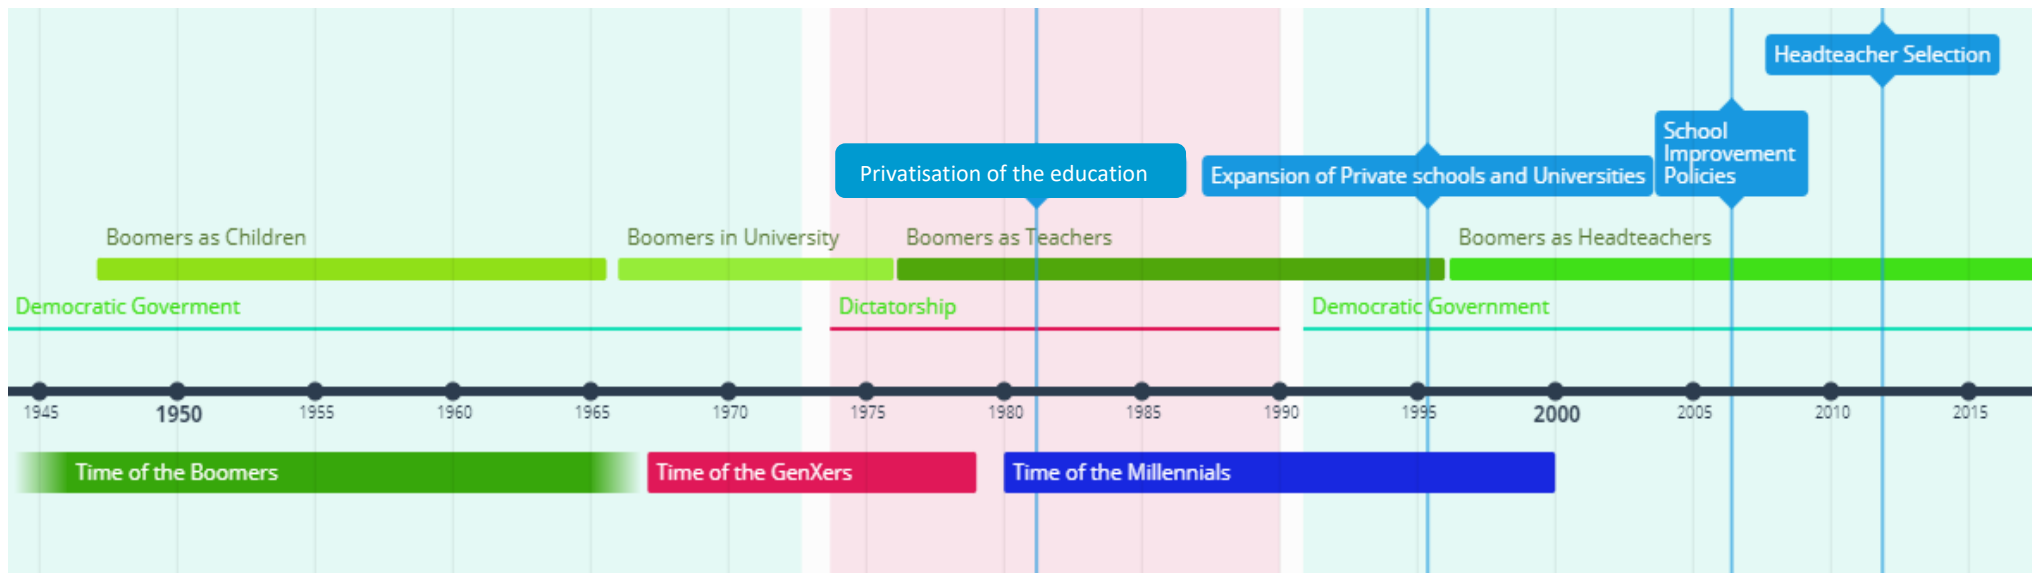 Headteacher Selection
School
Improvement
Policies
Privatisation of the education
Expansion of Private schools and Universities
Boomers as Children
Boomers in University
Boomers as Teachers
Boomers as Headteachers
Democratic Goverment
Dictatorship
Democratic Government
1945
1950
1955
1960
1965
1970
1975
1980
1985
1990
1995
2000
2005
2010
2015
Time of the Boomers
Time of the GenXers
Time of the Millennials